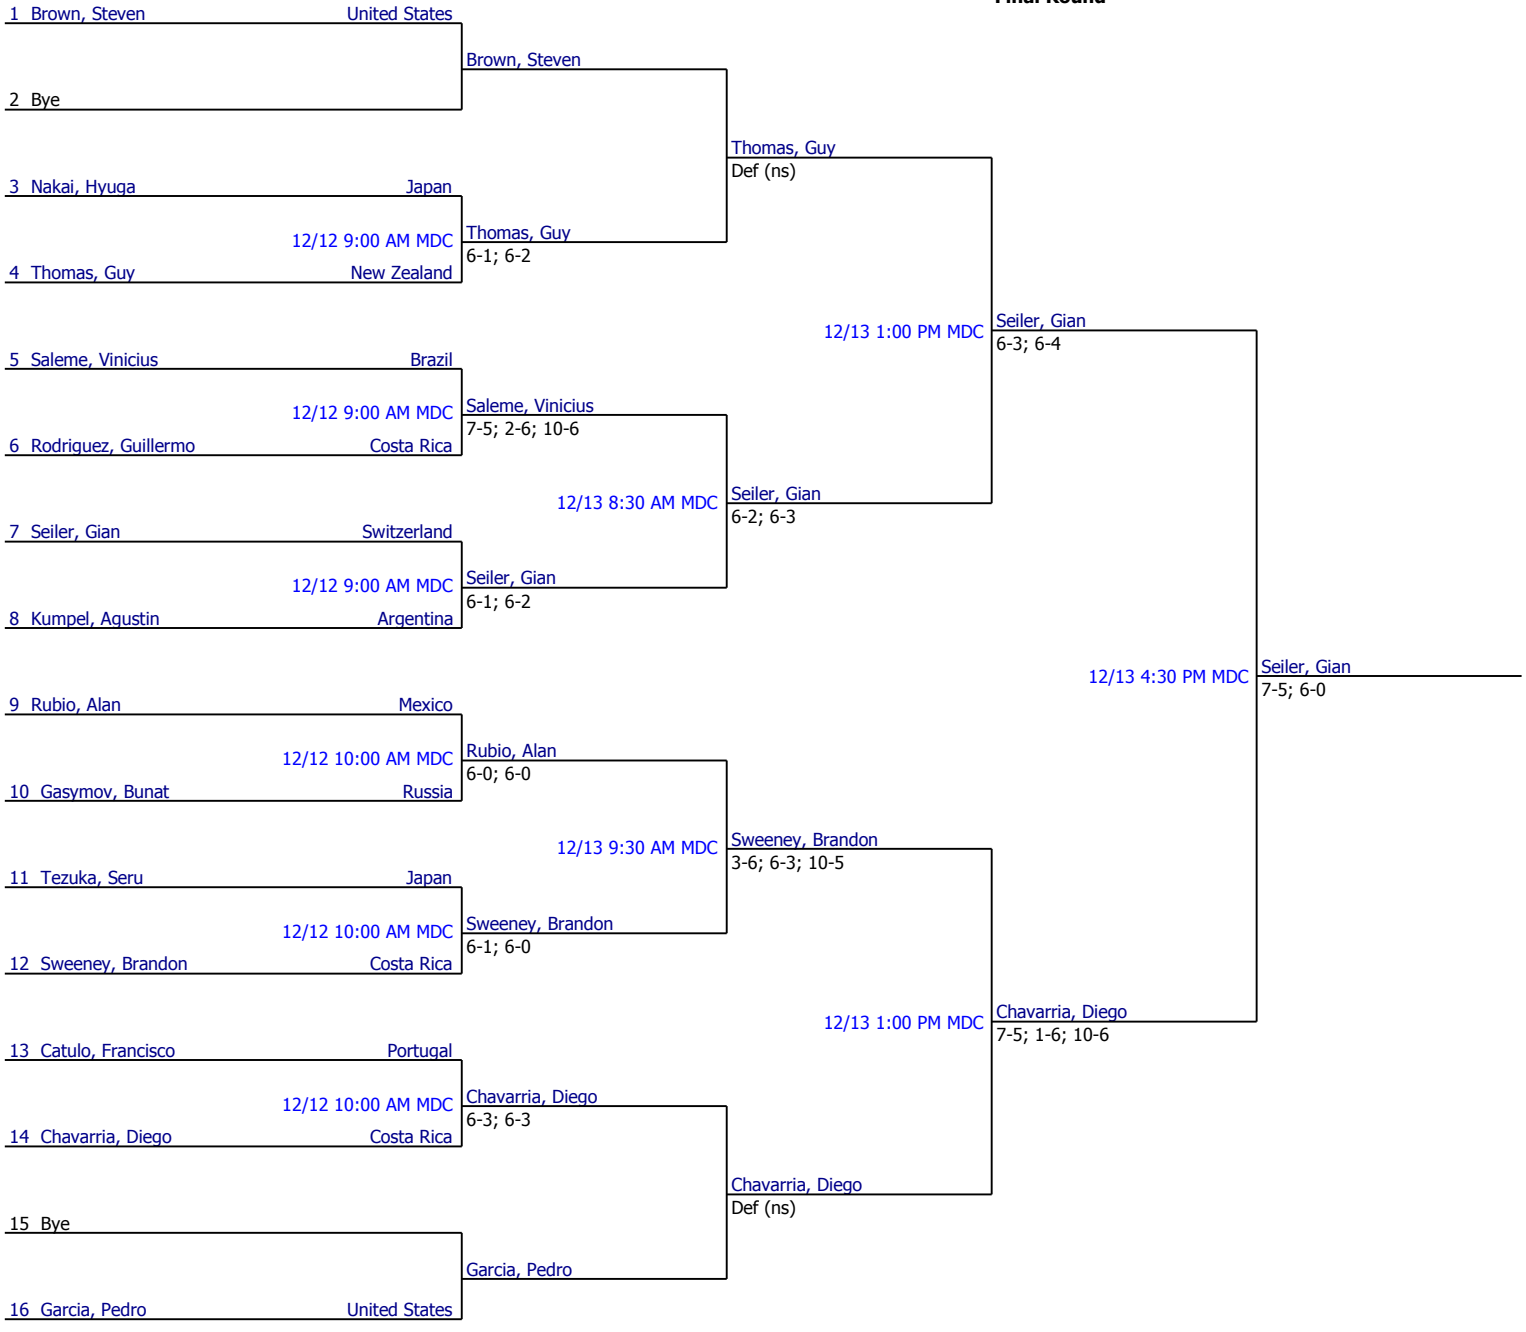 Final Round
1 Brown, Steven United States
Brown, Steven
2 Bye
Thomas, Guy
Def (ns)
3 Nakai, Hyuga Japan
12/12 9:00 AM MDC
Thomas, Guy
6-1; 6-2
4 Thomas, Guy New Zealand
12/13 1:00 PM MDC
Seiler, Gian
6-3; 6-4
5 Saleme, Vinicius Brazil
12/12 9:00 AM MDC
Saleme, Vinicius
7-5; 2-6; 10-6
6 Rodriguez, Guillermo Costa Rica
12/13 8:30 AM MDC
Seiler, Gian
6-2; 6-3
7 Seiler, Gian Switzerland
12/12 9:00 AM MDC
Seiler, Gian
6-1; 6-2
8 Kumpel, Agustin Argentina
12/13 4:30 PM MDC
Seiler, Gian
7-5; 6-0
9 Rubio, Alan Mexico
12/12 10:00 AM MDC
Rubio, Alan
6-0; 6-0
10 Gasymov, Bunat Russia
12/13 9:30 AM MDC
Sweeney, Brandon
3-6; 6-3; 10-5
11 Tezuka, Seru Japan
12/12 10:00 AM MDC
Sweeney, Brandon
6-1; 6-0
12 Sweeney, Brandon Costa Rica
12/13 1:00 PM MDC
Chavarria, Diego
7-5; 1-6; 10-6
13 Catulo, Francisco Portugal
12/12 10:00 AM MDC
Chavarria, Diego
6-3; 6-3
14 Chavarria, Diego Costa Rica
Chavarria, Diego
Def (ns)
15 Bye
Garcia, Pedro
16 Garcia, Pedro United States